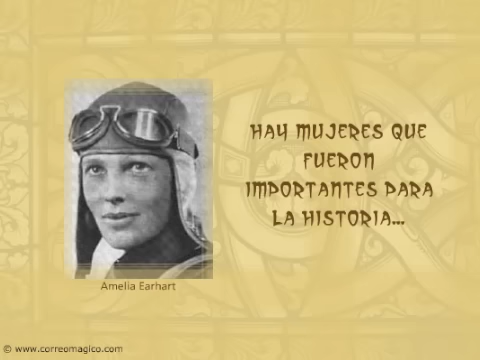 HAY MUJERES QUE
FUERON
IMPORTANTES PARA
LA HISTORIA...
Amelia Earhart
© www.correomagico.com